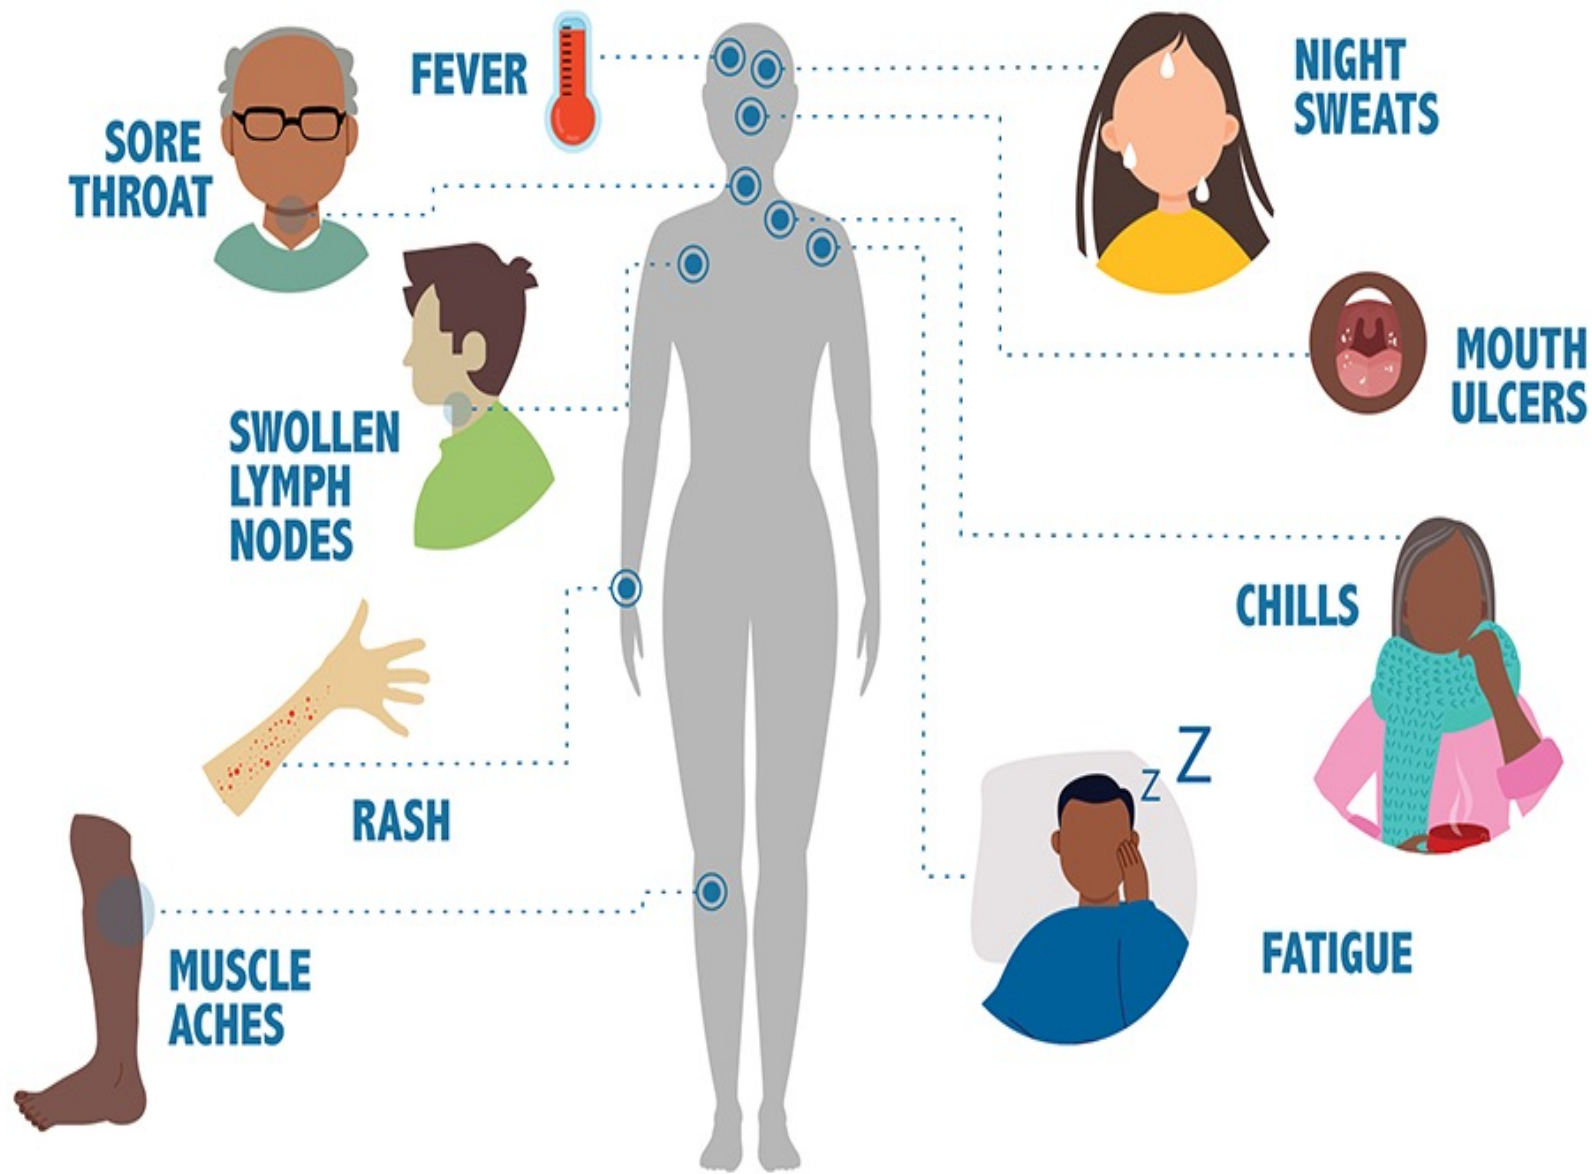 FEVER
NIGHT
SWEATS
SORE
THROAT
MOUTH
ULCERS
SWOLLEN
LYMPH
NODES
CHILLS
RASH
Z
Z
MUSCLE
ACHES
FATIGUE